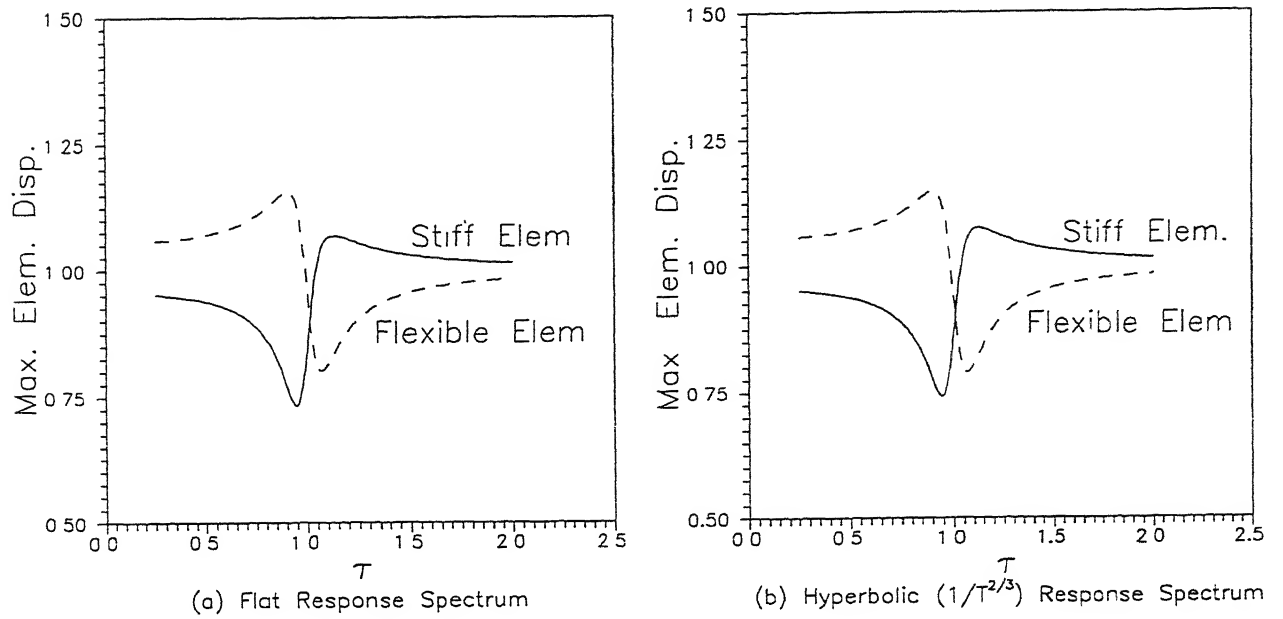 1 50
1 25
1 00
0 75
0 50
Max. Elem. Disp.
Stiff Elem
Flexible Elem
0 0 0 5 1 0 1 5 2 0 2 5
τ
(a) Flat Response Spectrum
1 50
1 25
1 00
0.75
0.50
Max Elem. Disp.
Stiff Elem.
Flexible Elem
0 0 0 5 1 0 1 5 2 0 2.5
τ
(b) Hyperbolic (1/T^2/3) Response Spectrum